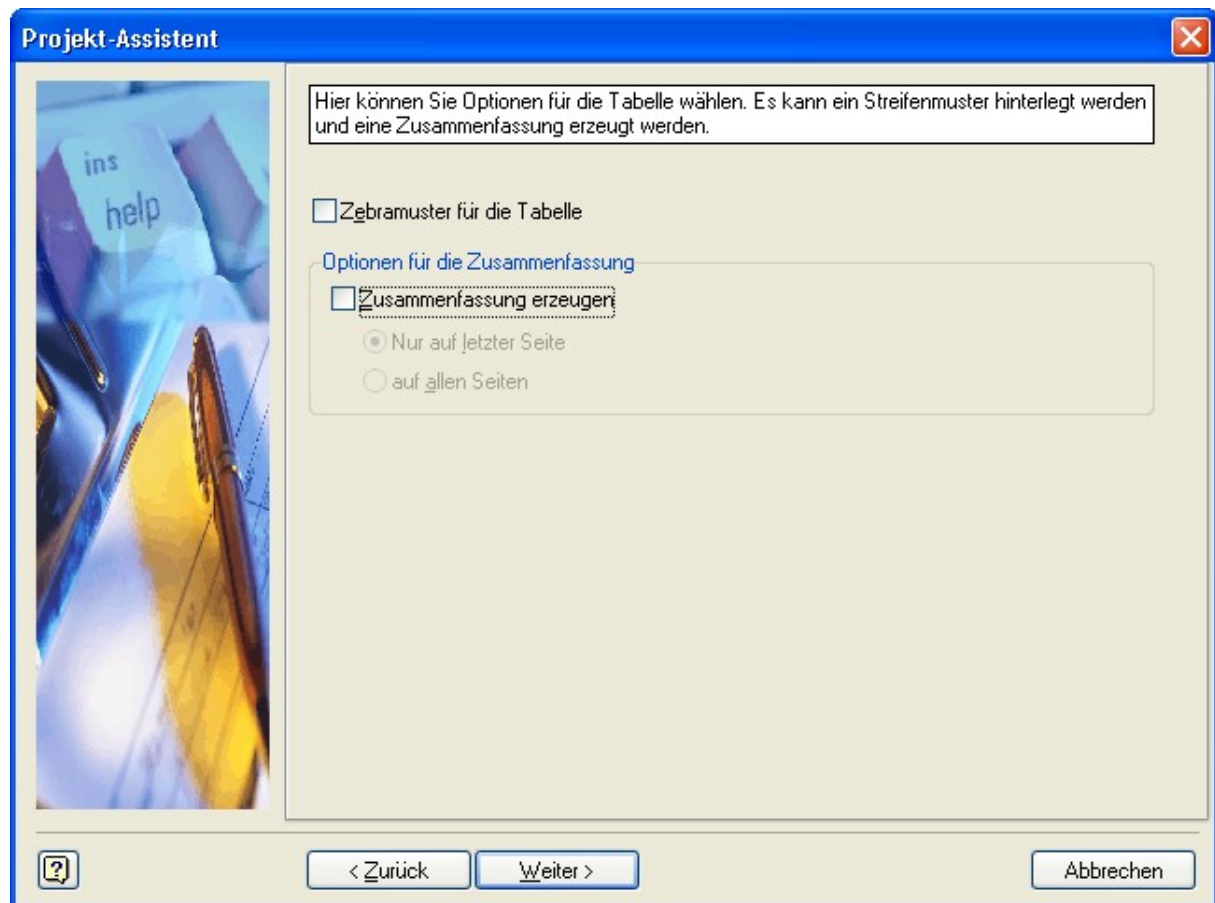 Projekt-Assistent
Hier können Sie Optionen für die Tabelle wählen. Es kann ein Streifenmuster hinterlegt werden
und eine Zusammenfassung erzeugt werden.
ins
help
Zebramuster für die Tabelle
Optionen für die Zusammenfassung
Zusammenfassung erzeugen
Nur auf letzter Seite
auf allen Seiten
< Zurück
Weiter >
Abbrechen